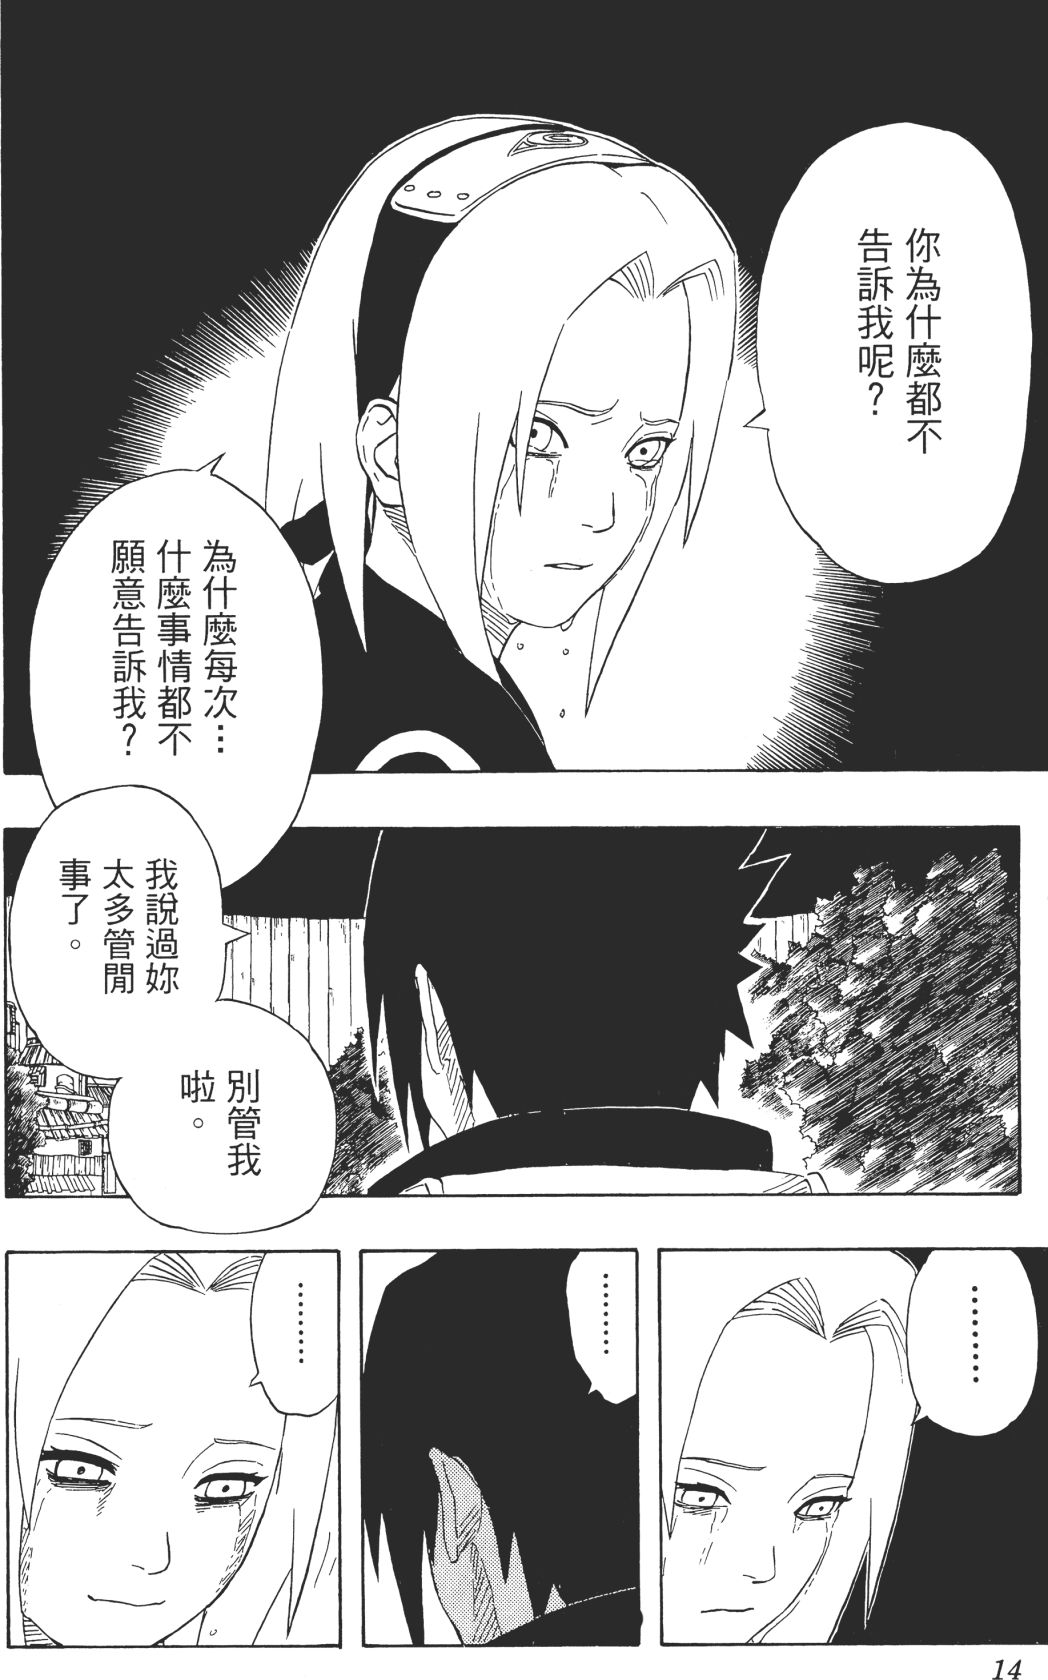 你為什麼都不
告訴我呢？
為什麼每次…
什麼事情都不
願意告訴我？
我說過妳
太多管閒
事了。
別管我
啦。
………
………
………
14